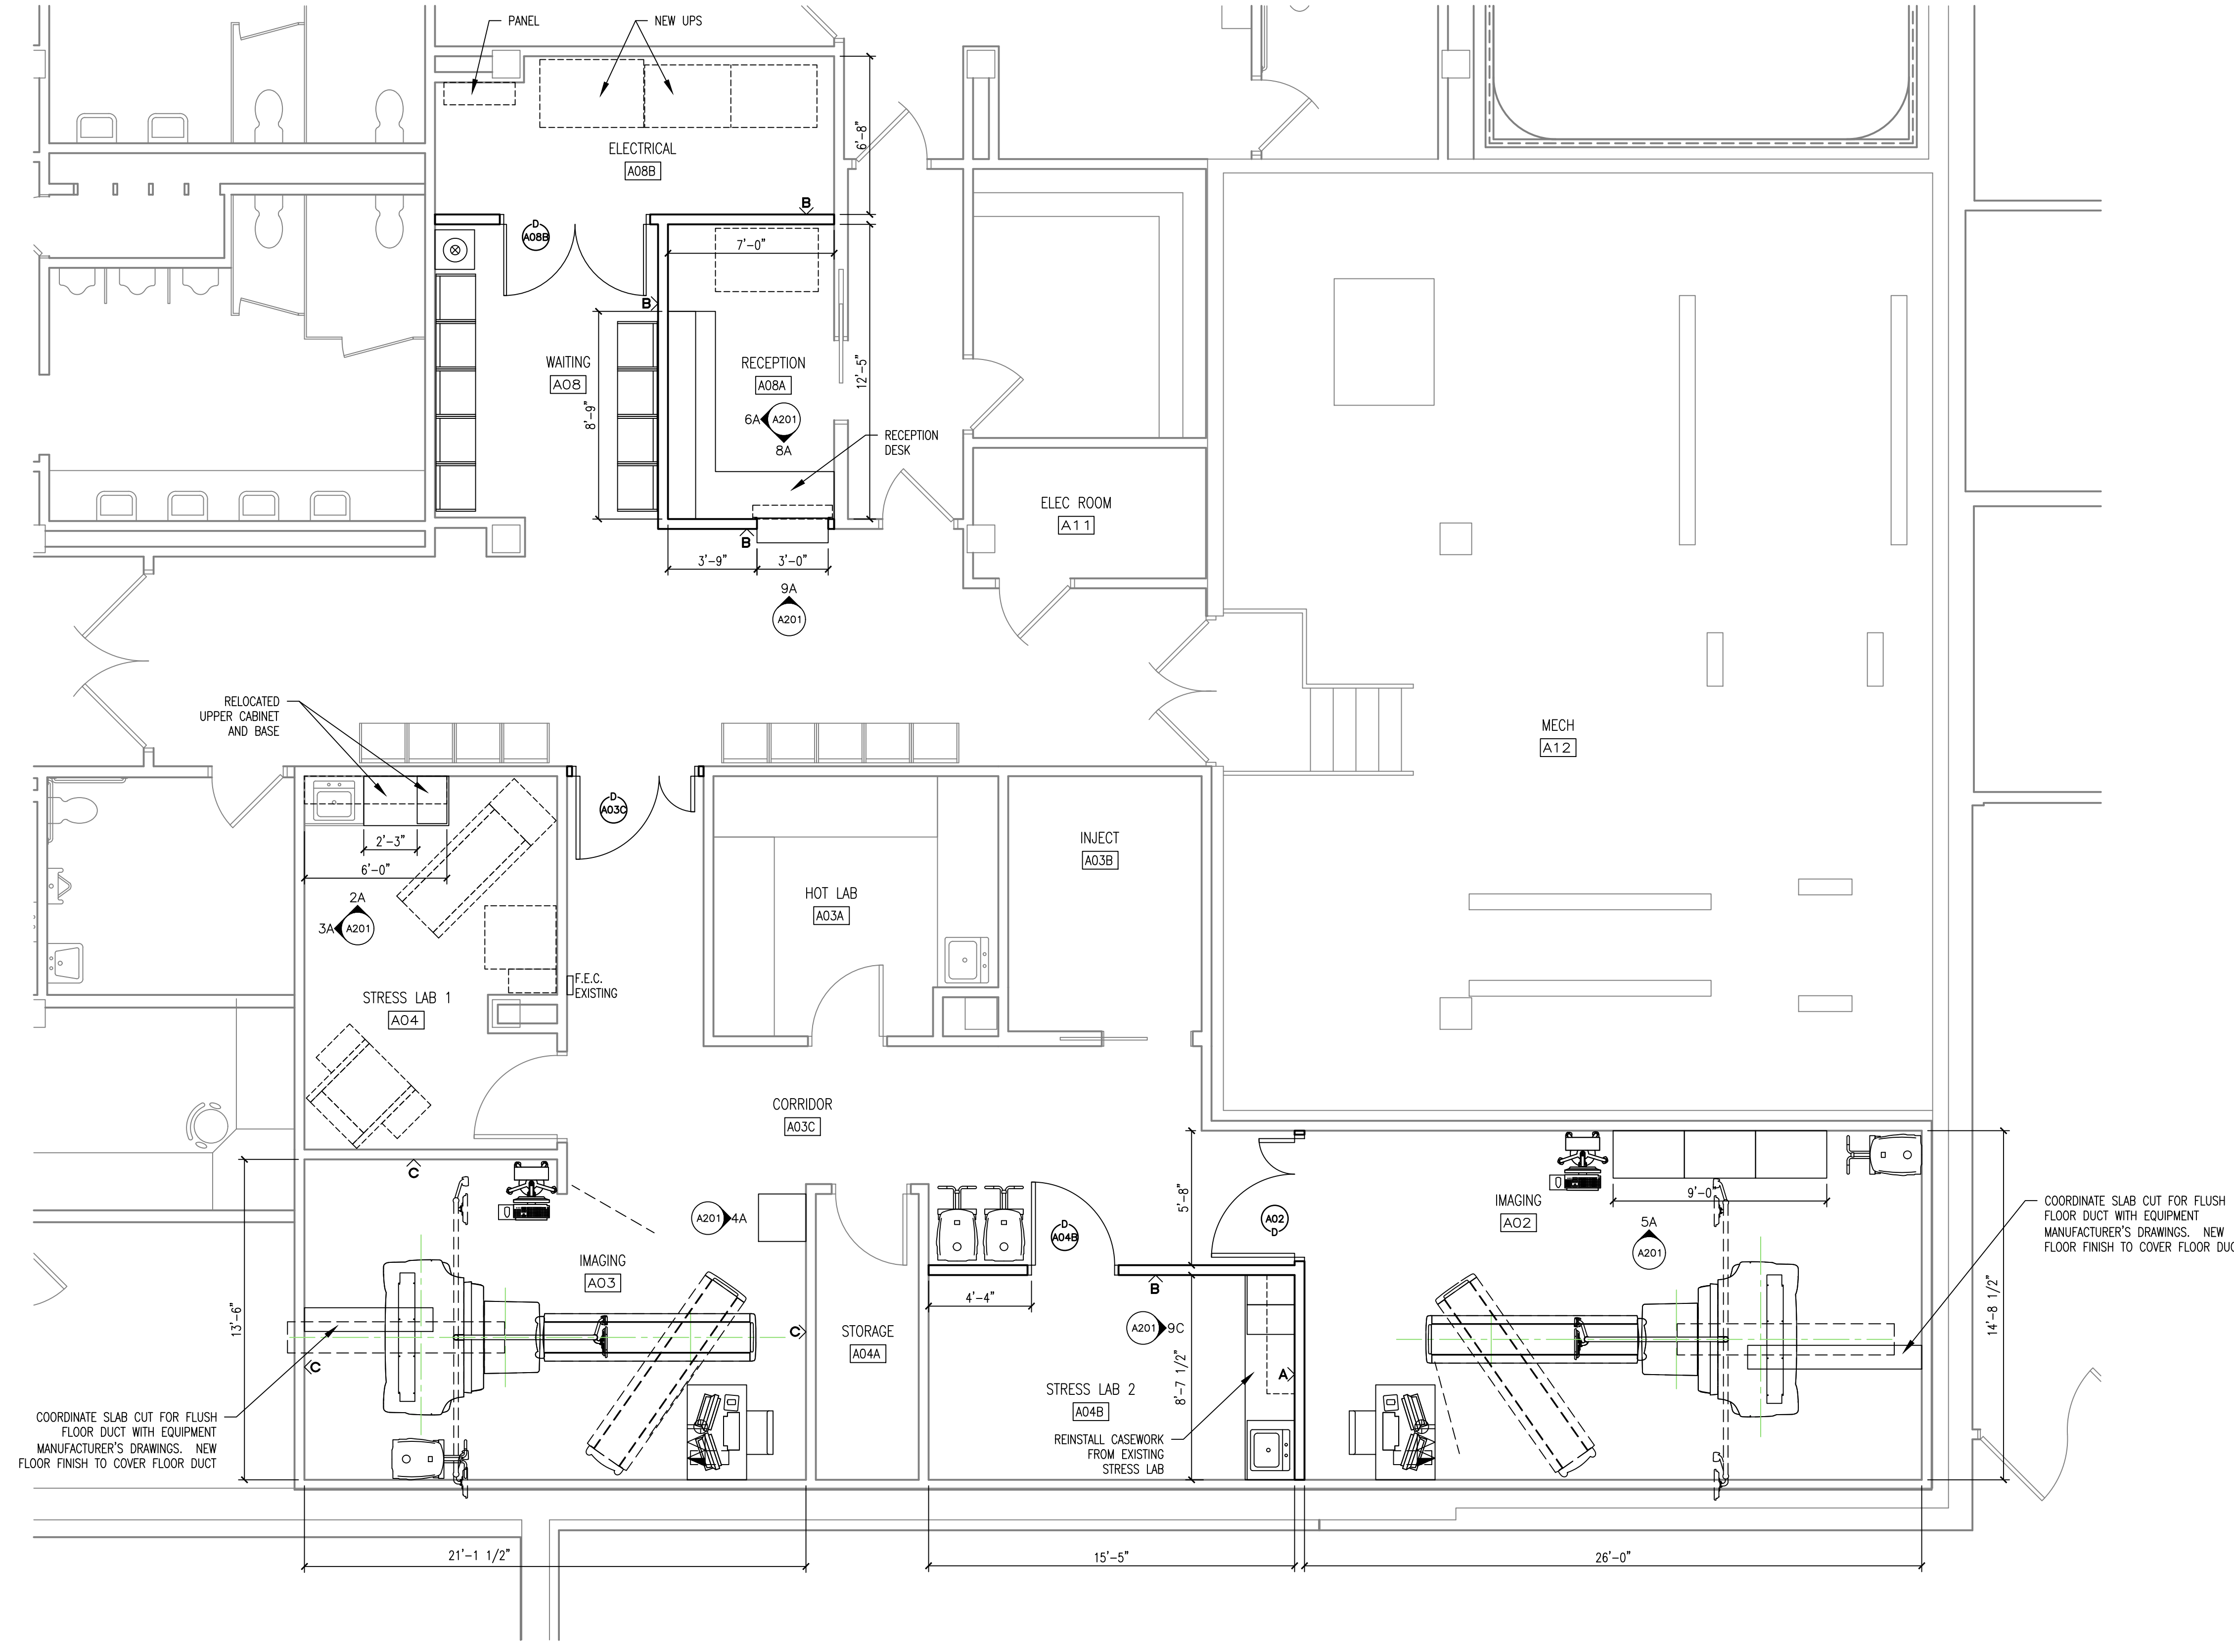 PANEL
NEW UPS
6'-8"
ELECTRICAL
A08B
B
D
A08B
7'-0"
B
WAITING
A08
RECEPTION
A08A
12'-5"
8'-9"
6A
A201
8A
RECEPTION
DESK
ELEC ROOM
A11
B
3'-9"
3'-0"
9A
A201
RELOCATED
UPPER CABINET
AND BASE
MECH
A12
D
A03C
2'-3"
6'-0"
INJECT
A03B
HOT LAB
A03A
2A
3A
A201
F.E.C.
EXISTING
STRESS LAB 1
A04
CORRIDOR
A03C
C
5'-8"
9'-0
IMAGING
A02
COORDINATE SLAB CUT FOR FLUSH
FLOOR DUCT WITH EQUIPMENT
MANUFACTURER'S DRAWINGS.  NEW
FLOOR FINISH TO COVER FLOOR DUC
A201
4A
D
A04B
A02
D
5A
A201
IMAGING
A03
B
4'-4"
13'-6"
C
STORAGE
A04A
A201
9C
14'-8 1/2"
C
A
8'-7 1/2"
STRESS LAB 2
A04B
COORDINATE SLAB CUT FOR FLUSH
FLOOR DUCT WITH EQUIPMENT
MANUFACTURER'S DRAWINGS.  NEW
FLOOR FINISH TO COVER FLOOR DUCT
REINSTALL CASEWORK
FROM EXISTING
STRESS LAB
21'-1 1/2"
15'-5"
26'-0"